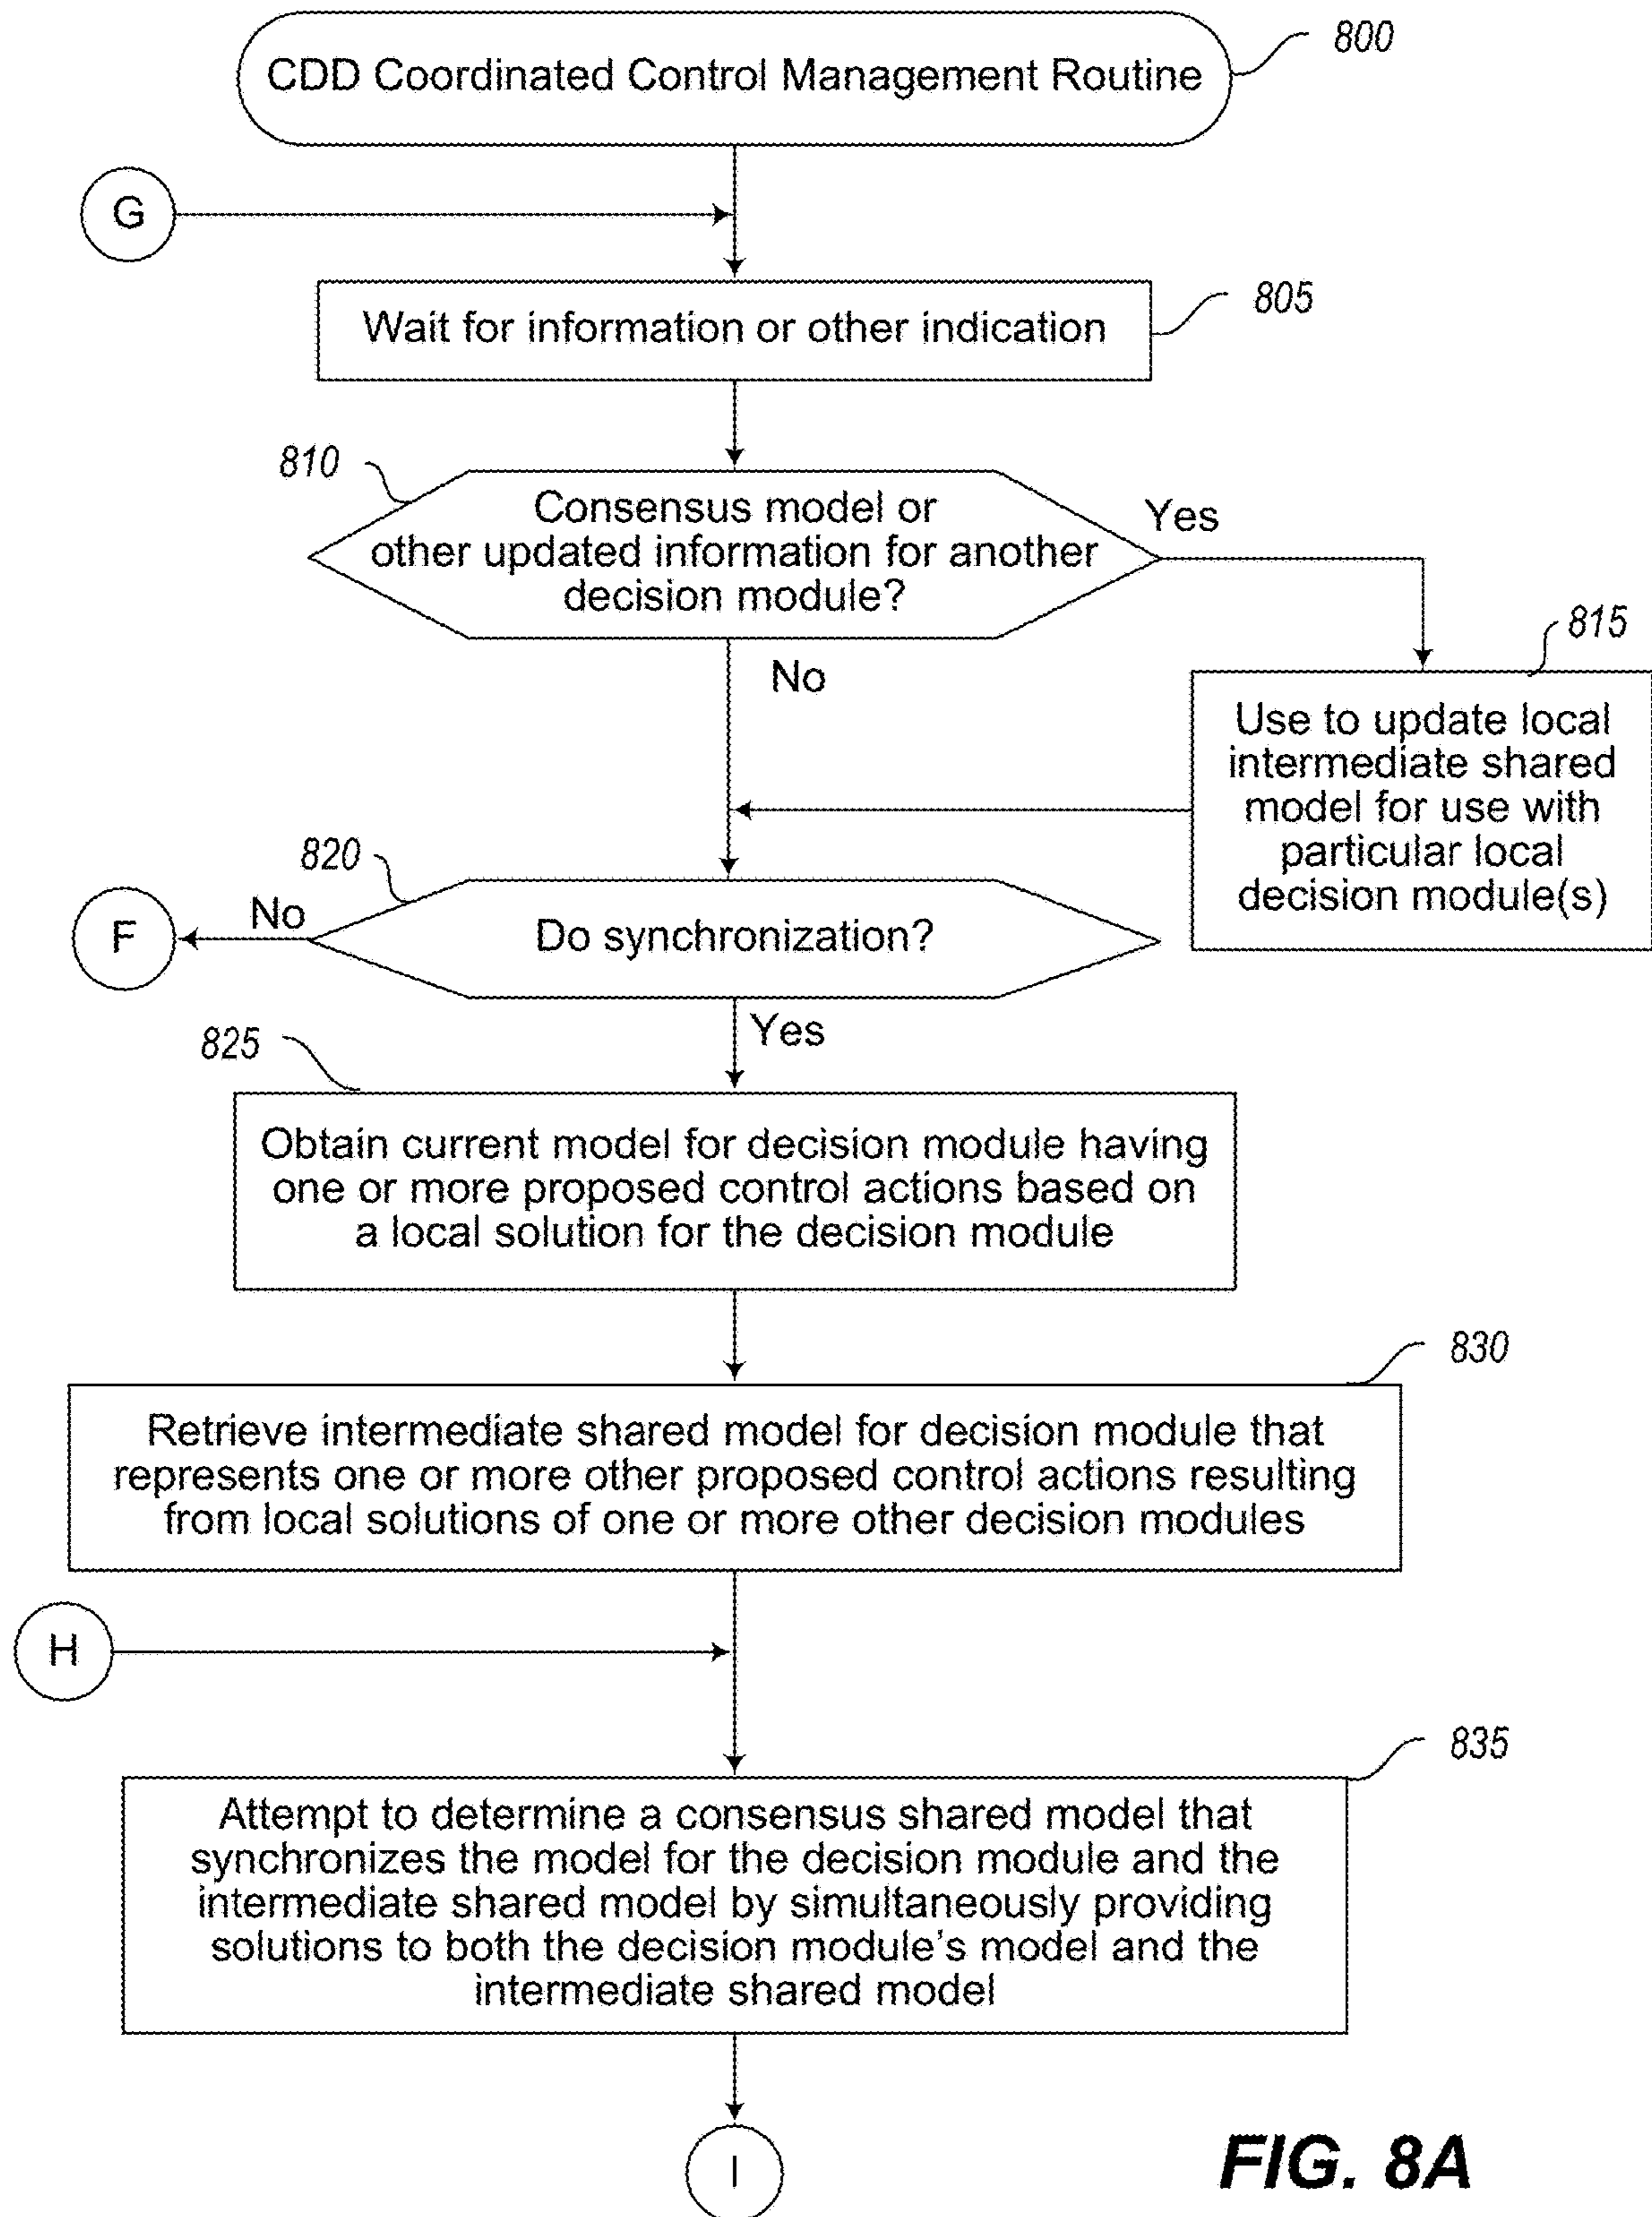 CDD Coordinated Control Management Routine
800
G
Wait for information or other indication
805
810
Consensus model or
other updated information for another
decision module?
Yes
No
815
Use to update local
intermediate shared
model for use with
particular local
decision module(s)
820
F
No
Do synchronization?
Yes
825
Obtain current model for decision module having
one or more proposed control actions based on
a local solution for the decision module
830
Retrieve intermediate shared model for decision module that
represents one or more other proposed control actions resulting
from local solutions of one or more other decision modules
H
835
Attempt to determine a consensus shared model that
synchronizes the model for the decision module and the
intermediate shared model by simultaneously providing
solutions to both the decision module's model and the
intermediate shared model
I
FIG. 8A